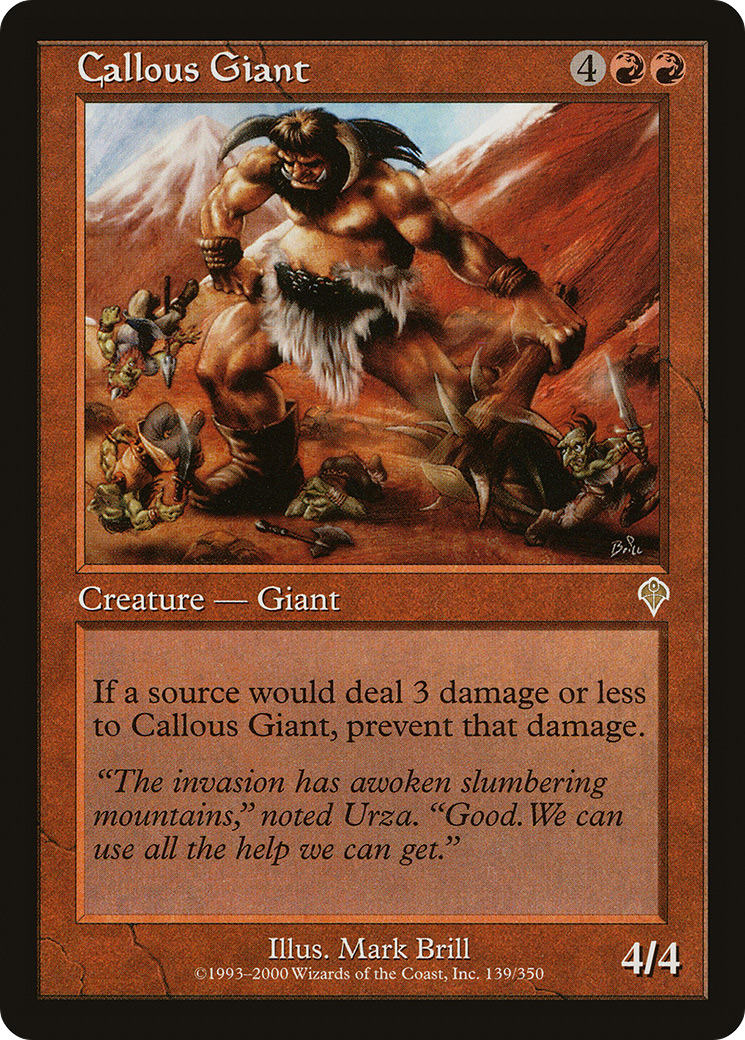 Callous Giant
4
Brill
Creature — Giant
If a source would deal 3 damage or less
to Callous Giant, prevent that damage.
“The invasion has awoken slumbering
mountains,” noted Urza. “Good. We can
use all the help we can get.”
Illus. Mark Brill
4/4
©1993–2000 Wizards of the Coast, Inc. 139/350